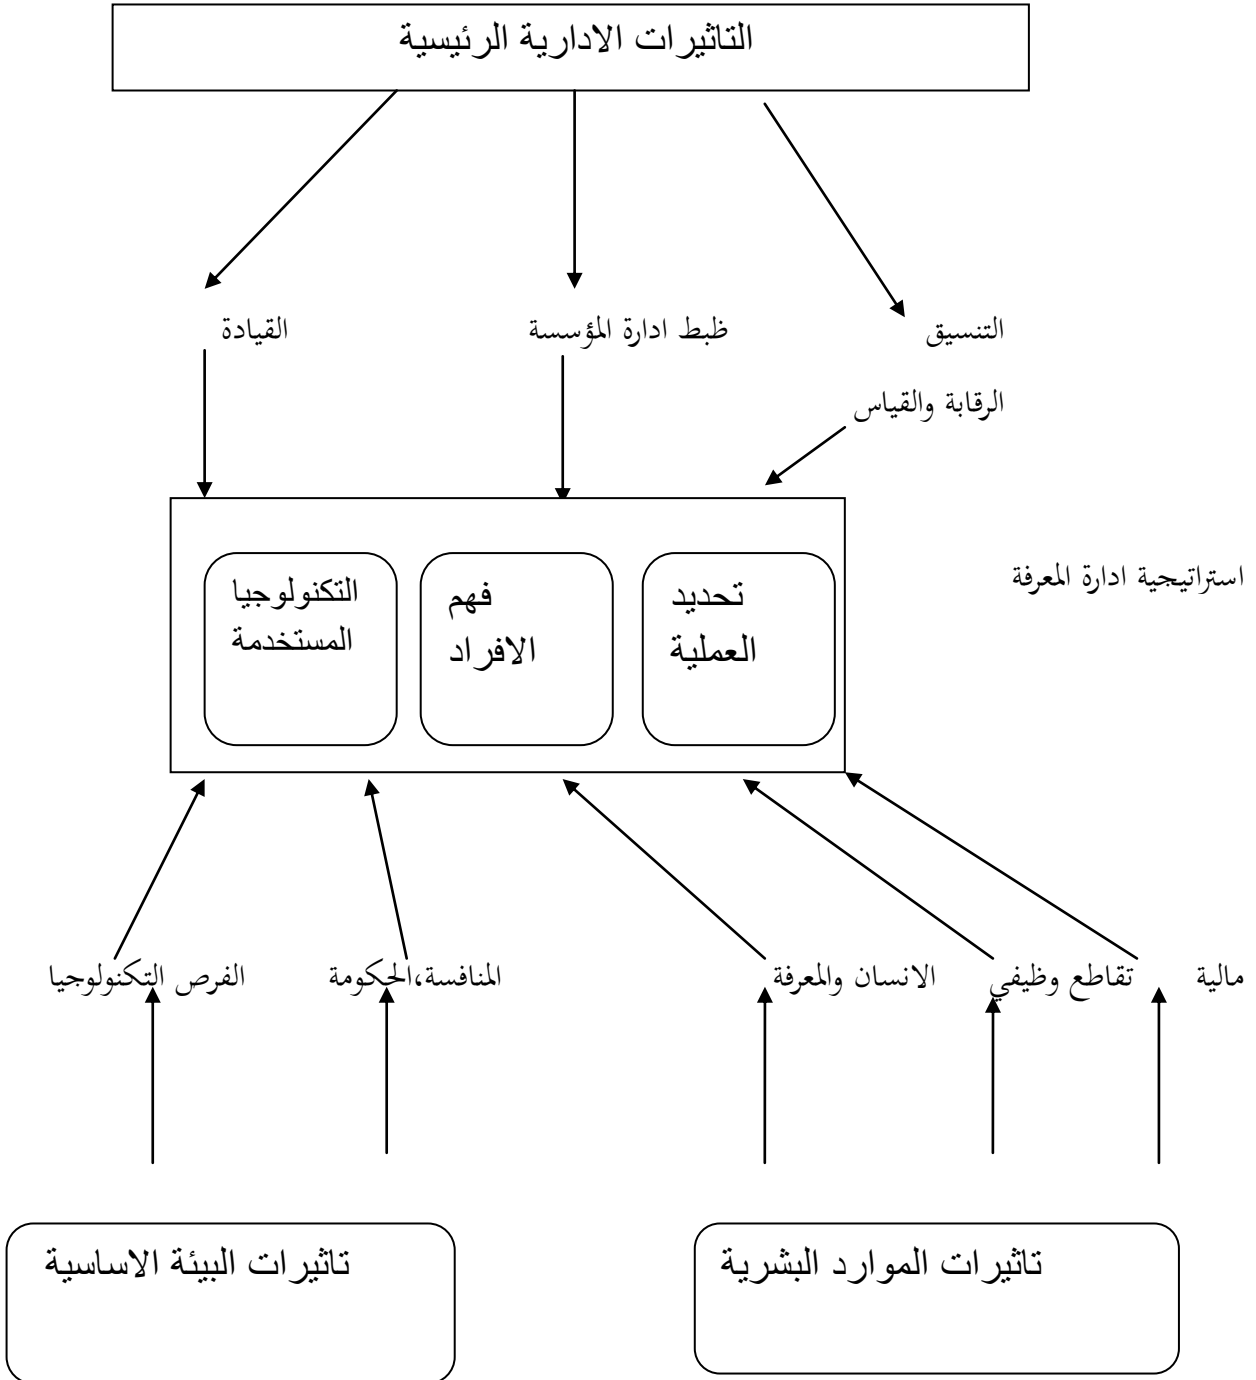 التاثيرات الادارية الرئيسية
التنسيق
ظبط ادارة المؤسسة
القيادة
الرقابة والقياس
استراتيجية ادارة المعرفة
تحديد
العملية
فهم
الافراد
التكنولوجيا
المستخدمة
مالية
تقاطع وظيفي
الانسان والمعرفة
المنافسة،الحكومة
الفرص التكنولوجيا
تاثيرات الموارد البشرية
تاثيرات البيئة الاساسية